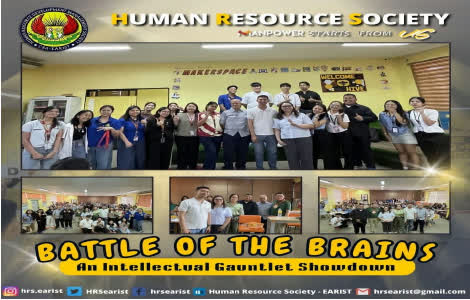 HUMAN RESOURCE SOCIETY
MANPOWER STARTS FROM US
MAKERSPACE
WELCOME
HIVE
BATTLE OF THE BRAINS
An Intellectual Gauntlet Showdown
hrs.earist
HRSearist
hrsearist
Human Resource Society - EARIST
hrsearist@gmail.com